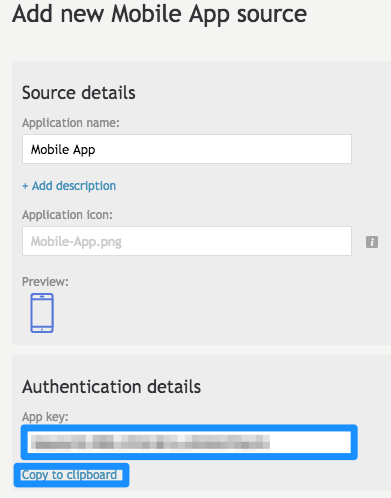 Add new Mobile App source
Source details
Application name:
Mobile App
+ Add description
Application icon:
Mobile-App.png
i
Preview:
Authentication details
App key:
Copy to clipboard